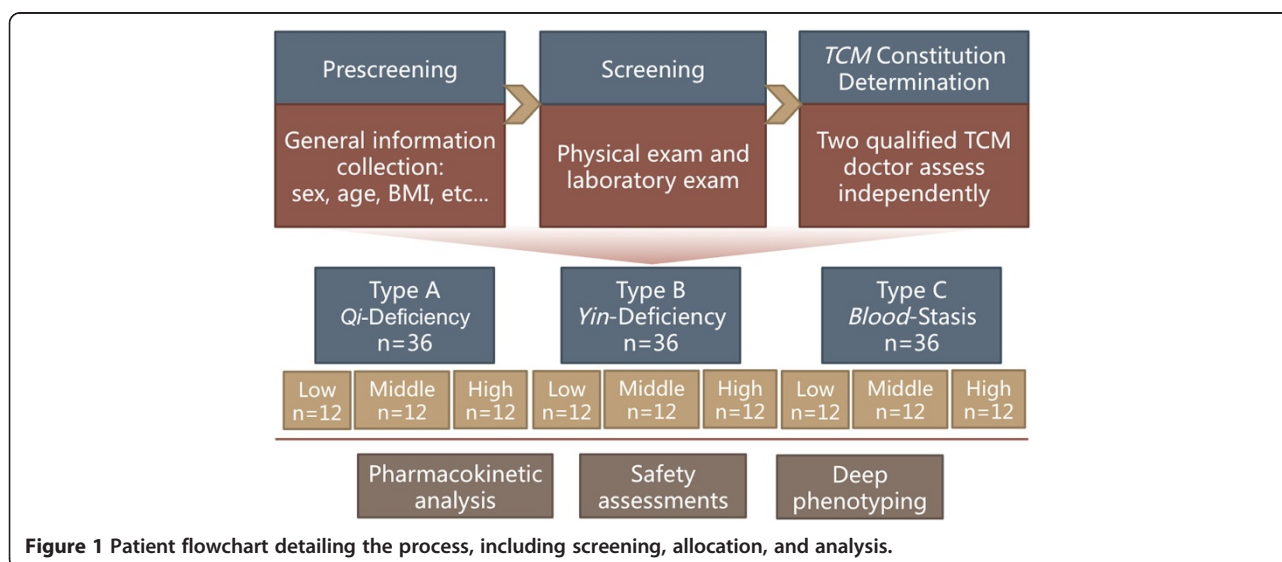 Prescreening
General information
collection:
sex, age, BMI, etc...
Screening
Physical exam and
laboratory exam
TCM Constitution
Determination
Two qualified TCM
doctor assess
independently
Type A
Qi-Deficiency
n=36
Type B
Yin-Deficiency
n=36
Type C
Blood-Stasis
n=36
Low
n=12
Middle
n=12
High
n=12
Low
n=12
Middle
n=12
High
n=12
Low
n=12
Middle
n=12
High
n=12
Pharmacokinetic
analysis
Safety
assessments
Deep
phenotyping
Figure 1 Patient flowchart detailing the process, including screening, allocation, and analysis.